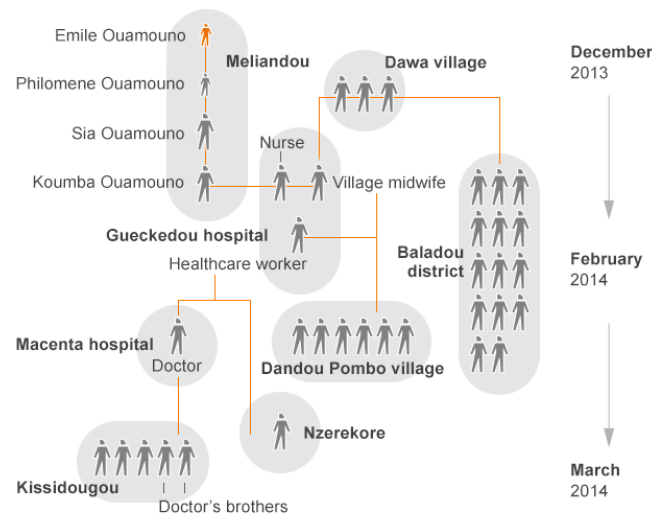 Emile Ouamouno
Meliandou
Dawa village
December
2013
Philomene Ouamouno
Sia Ouamouno
Nurse
Koumba Ouamouno
Village midwife
Gueckedou hospital
Healthcare worker
Baladou
district
February
2014
Macenta hospital
Doctor
Dandou Pombo village
Nzerekore
Kissidougou
Doctor's brothers
March
2014